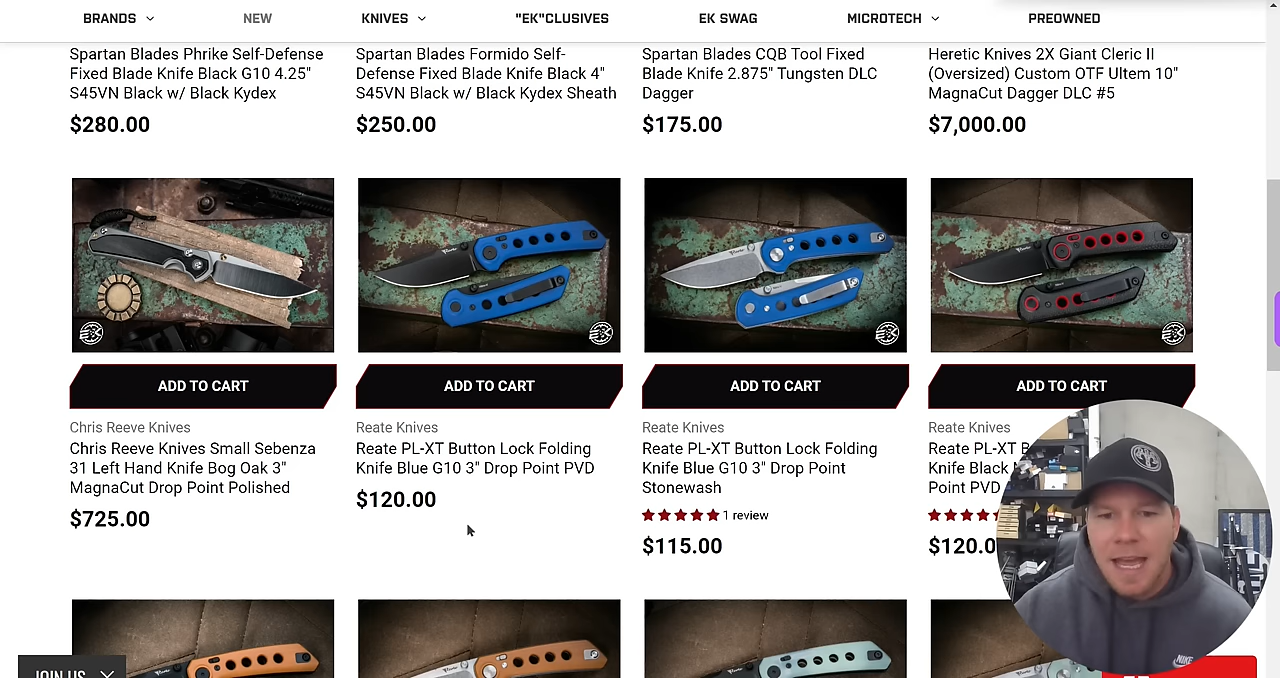 BRANDS
NEW
KNIVES
"EK"CLUSIVES
EK SWAG
MICROTECH
PREOWNED
Spartan Blades Phrike Self-Defense
Fixed Blade Knife Black G10 4.25"
S45VN Black w/ Black Kydex
$280.00
Spartan Blades Formido Self-
Defense Fixed Blade Knife Black 4"
S45VN Black w/ Black Kydex Sheath
$250.00
Spartan Blades CQB Tool Fixed
Blade Knife 2.875" Tungsten DLC
Dagger
$175.00
Heretic Knives 2X Giant Cleric II
(Oversized) Custom OTF Ultem 10"
MagnaCut Dagger DLC #5
$7,000.00
ADD TO CART
Chris Reeve Knives
Chris Reeve Knives Small Sebenza
31 Left Hand Knife Bog Oak 3"
MagnaCut Drop Point Polished
$725.00
ADD TO CART
Reate Knives
Reate PL-XT Button Lock Folding
Knife Blue G10 3" Drop Point PVD
$120.00
ADD TO CART
Reate Knives
Reate PL-XT Button Lock Folding
Knife Blue G10 3" Drop Point
Stonewash
1 review
$115.00
ADD TO CART
Reate Knives
Reate PL-XT
Knife Black
Point PVD
$120.0
JOIN US
NIKE